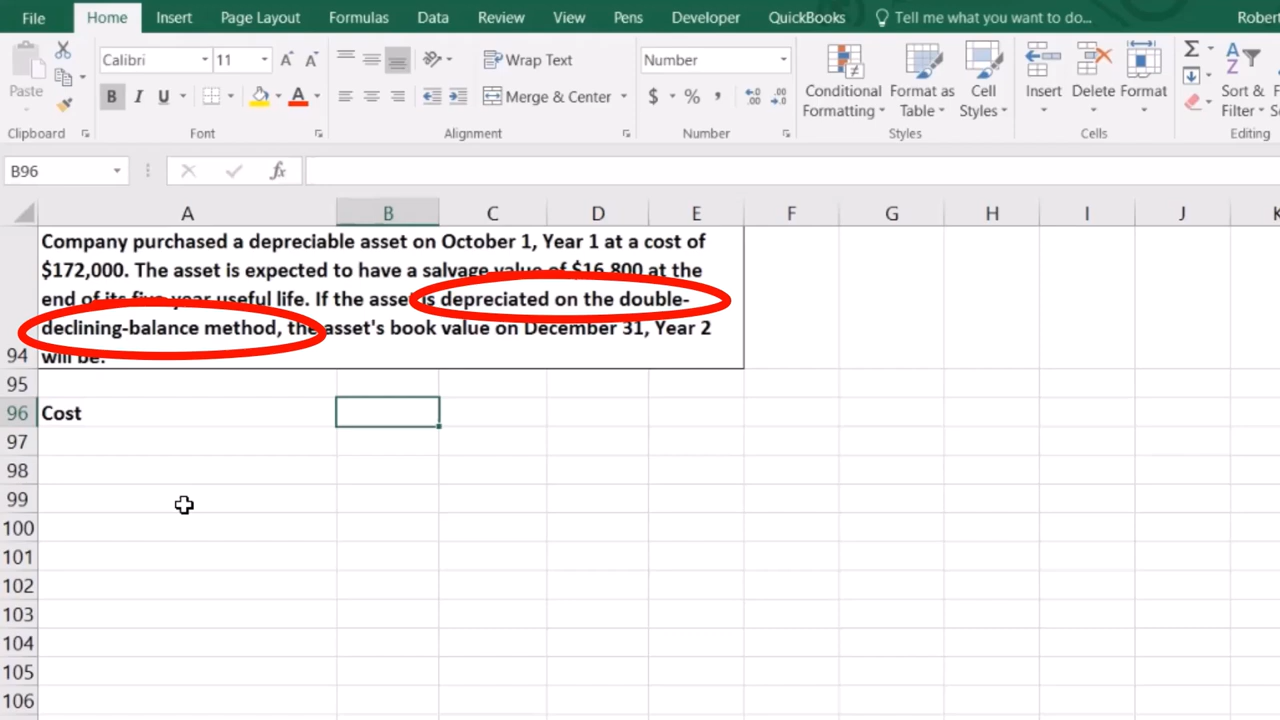 File Home Insert Page Layout Formulas Data Review View Pens Developer QuickBooks Tell me what you want to do... Robert
Calibri 11 Wrap Text Number
Paste B I U Merge & Center $ % , Conditional Formatting Format as Table Cell Styles Insert Delete Format Sort & Filter
Clipboard Font Alignment Number Styles Cells Editing
B96 fx
A B C D E F G H I J K
Company purchased a depreciable asset on October 1, Year 1 at a cost of
$172,000. The asset is expected to have a salvage value of $16,800 at the
end of its five-year useful life. If the asset is depreciated on the double-
declining-balance method, the asset's book value on December 31, Year 2
94 will be:
95
96 Cost
97
98
99
100
101
102
103
104
105
106